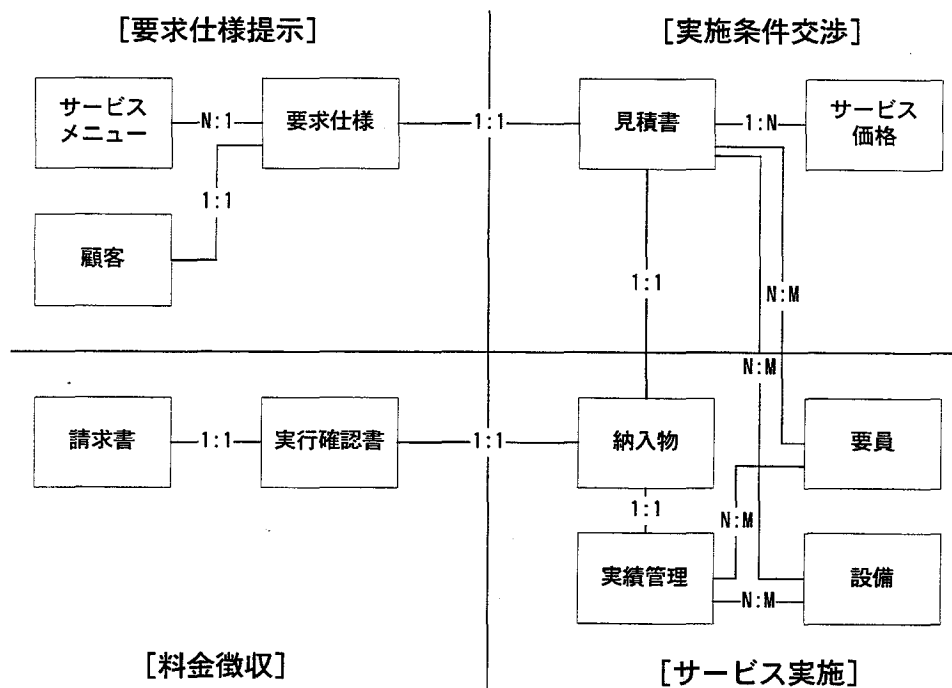 [要求仕様提示]
[実施条件交渉]
サービス
メニュー
N:1
要求仕様
1:1
見積書
1:N
サービス
価格
1:1
顧客
1:1
N:M
N:M
請求書
1:1
実行確認書
1:1
納入物
要員
1:1
N:M
実績管理
N:M
設備
[料金徴収]
[サービス実施]